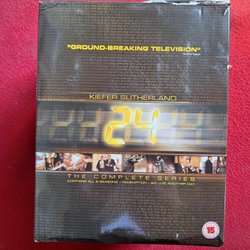 "GROUND-BREAKING TELEVISION"
KIEFER SUTHERLAND
24
THE COMPLETE SERIES
CONTAINS ALL 8 SEASONS + REDEMPTION + 24: LIVE ANOTHER DAY
15